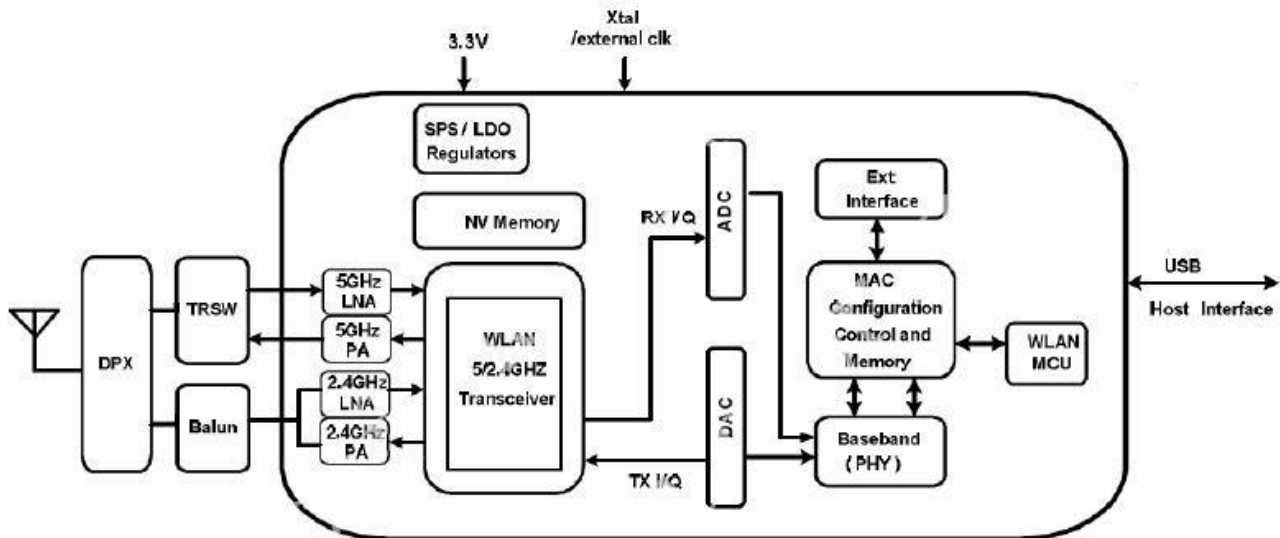 Xtal
/external clk
3.3V
SPS / LDO
Regulators
NV Memory
RX I/Q
ADC
Ext
Interface
USB
Host Interface
DPX
TRSW
5GHz
LNA
5GHz
PA
WLAN
5/2.4GHZ
Transceiver
MAC
Configuration
Control and
Memory
WLAN
MCU
Balun
2.4GHz
LNA
2.4GHz
PA
DAC
TX I/Q
Baseband
(PHY)